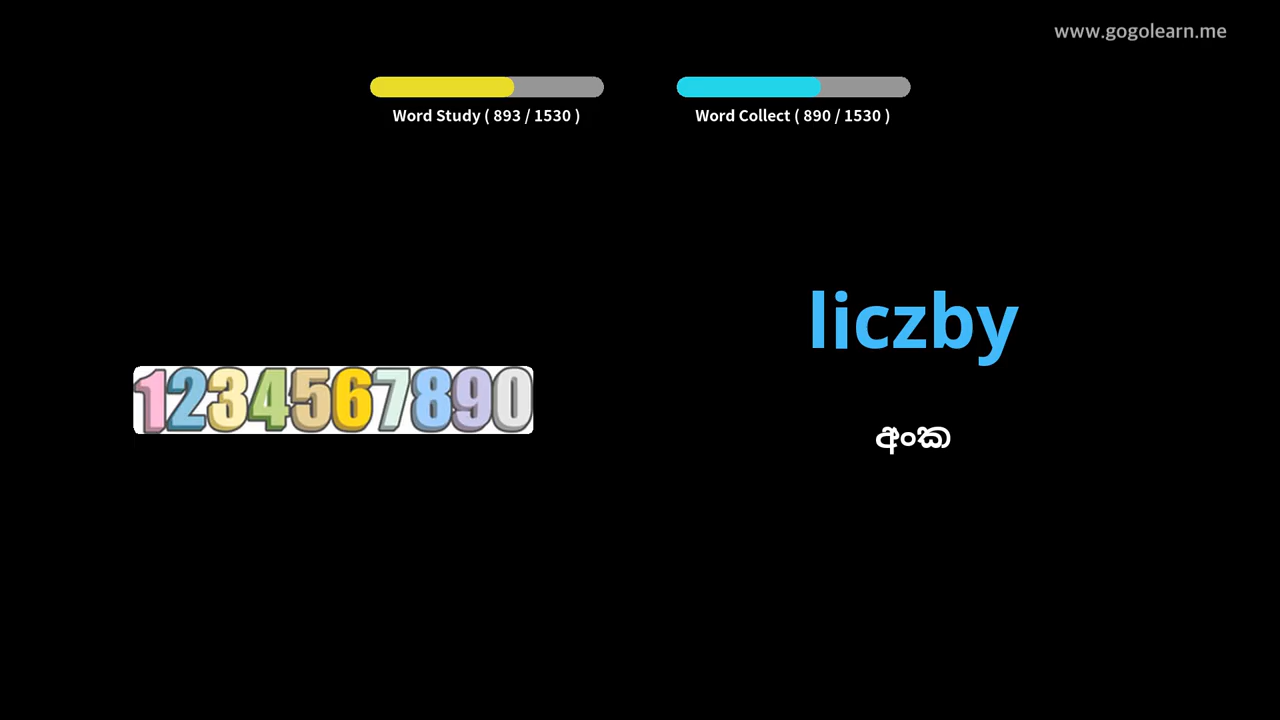 www.gogolearn.me
Word Study ( 893 / 1530 )
Word Collect ( 890 / 1530 )
1234567890
liczby
අංක